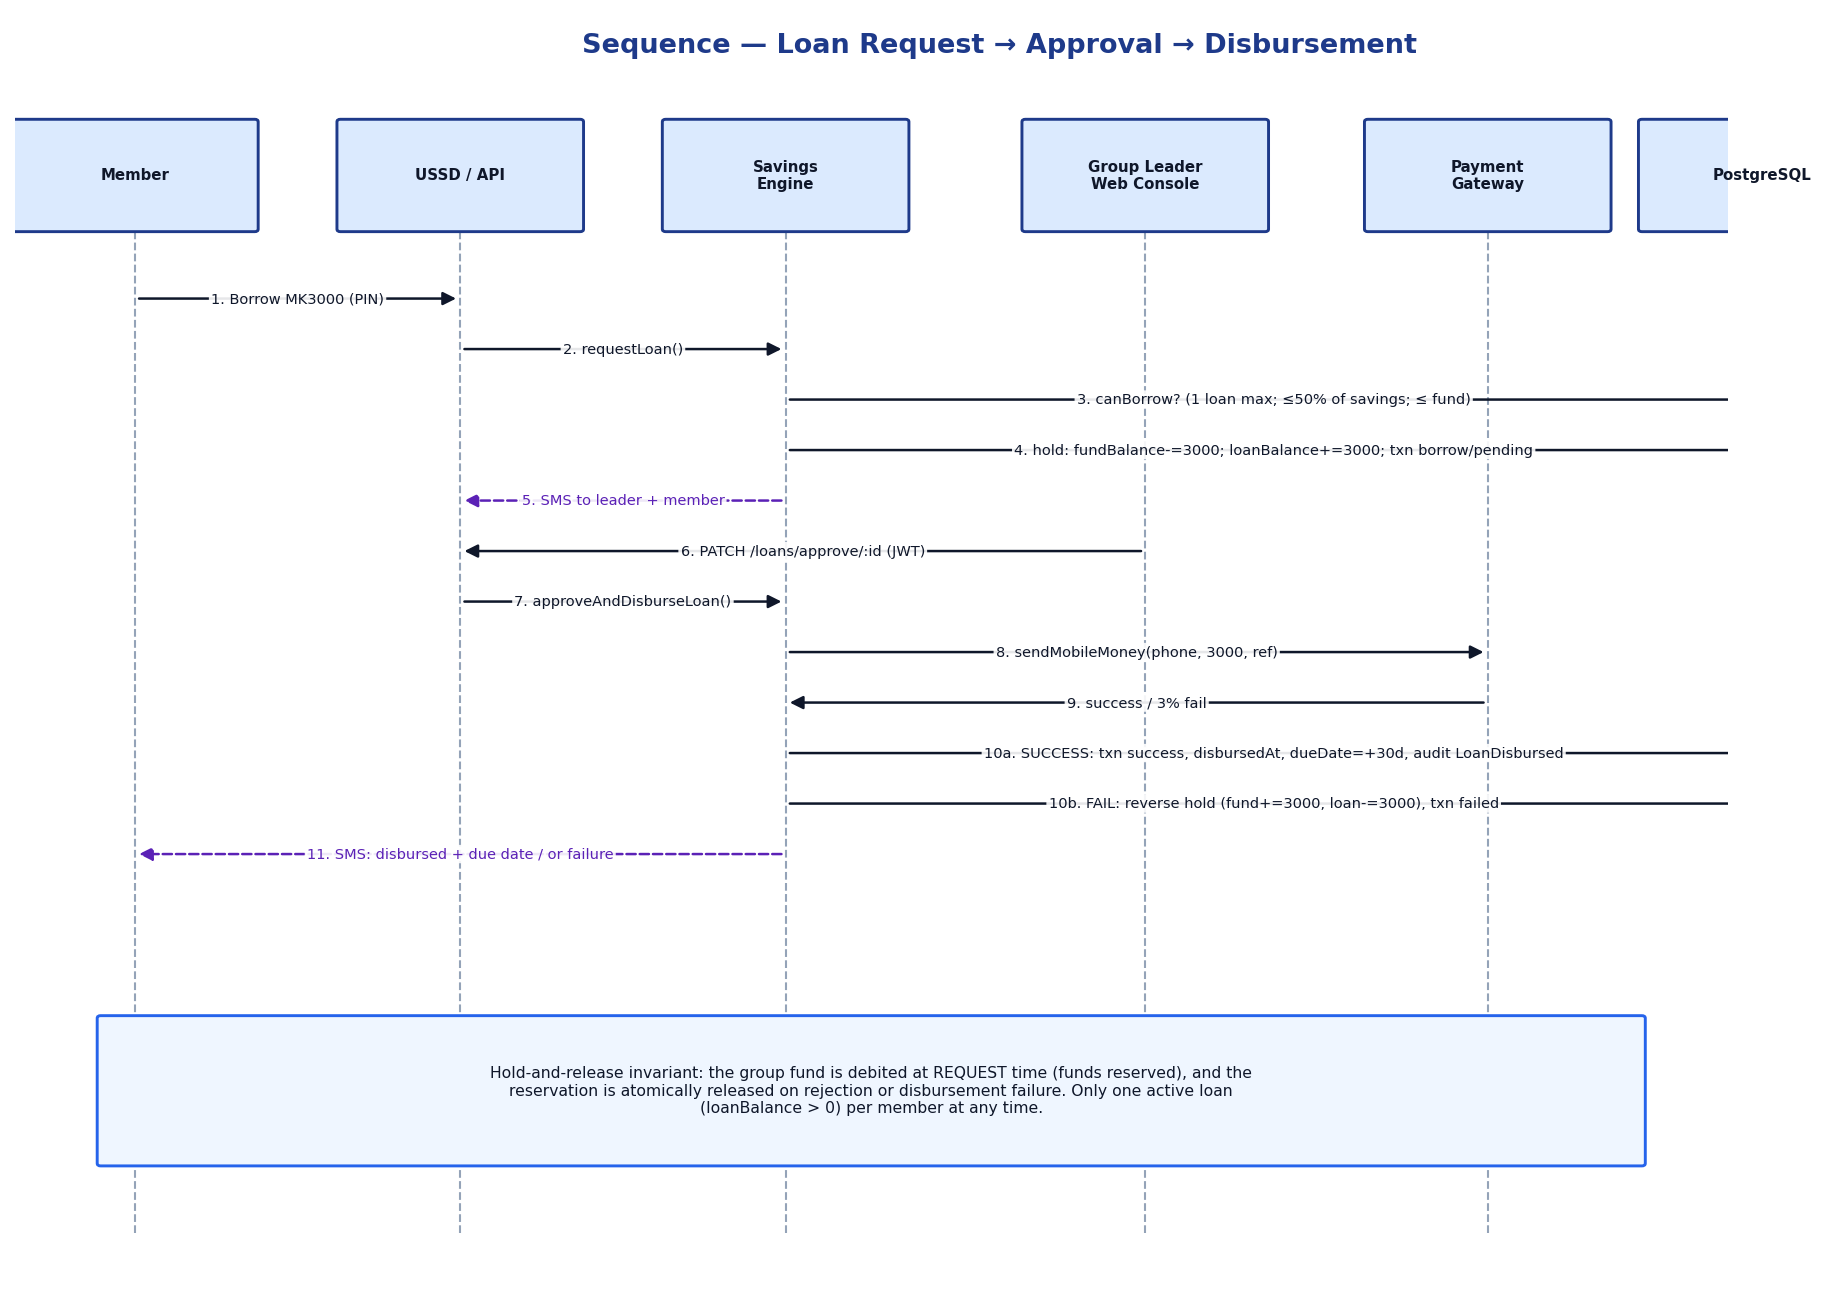 Sequence — Loan Request → Approval → Disbursement
Member
USSD / API
Savings
Engine
Group Leader
Web Console
Payment
Gateway
PostgreSQL
1. Borrow MK3000 (PIN)
2. requestLoan()
3. canBorrow? (1 loan max; ≤50% of savings; ≤ fund)
4. hold: fundBalance-=3000; loanBalance+=3000; txn borrow/pending
5. SMS to leader + member
6. PATCH /loans/approve/:id (JWT)
7. approveAndDisburseLoan()
8. sendMobileMoney(phone, 3000, ref)
9. success / 3% fail
10a. SUCCESS: txn success, disbursedAt, dueDate=+30d, audit LoanDisbursed
10b. FAIL: reverse hold (fund+=3000, loan-=3000), txn failed
11. SMS: disbursed + due date / or failure
Hold-and-release invariant: the group fund is debited at REQUEST time (funds reserved), and the
reservation is atomically released on rejection or disbursement failure. Only one active loan
(loanBalance > 0) per member at any time.